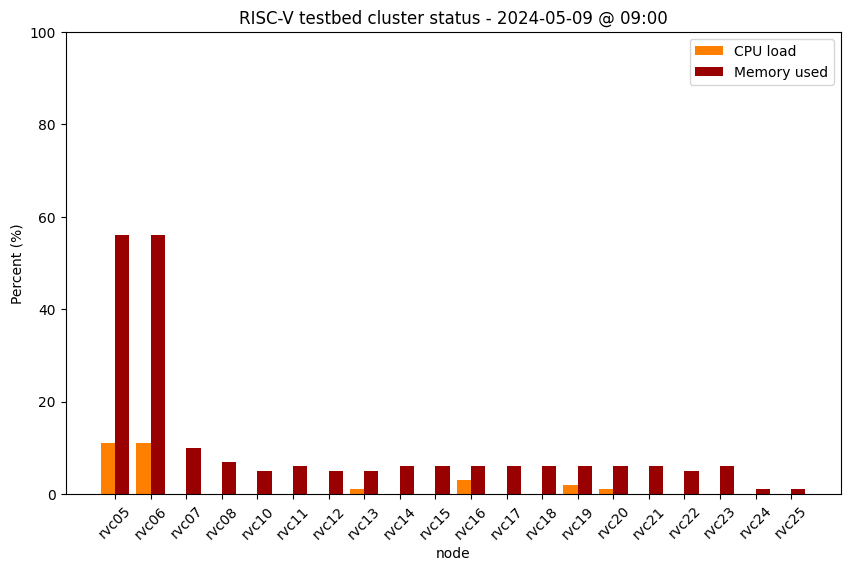 RISC-V testbed cluster status - 2024-05-09 @ 09:00
CPU load
Memory used
Percent (%)
100
80
60
40
20
0
rvc05
rvc06
rvc07
rvc08
rvc10
rvc11
rvc12
rvc13
rvc14
rvc15
rvc16
rvc17
rvc18
rvc19
rvc20
rvc21
rvc22
rvc23
rvc24
rvc25
node